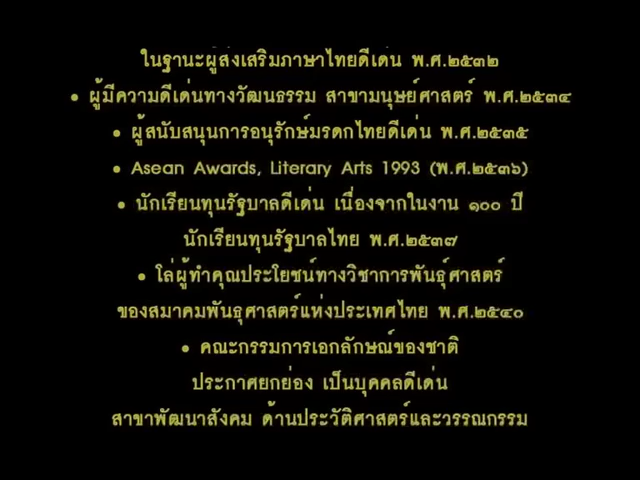 ในฐานะผู้ส่งเสริมภาษาไทยดีเด่น พ.ศ.๒๕๓๒
• ผู้มีความดีเด่นทางวัฒนธรรม สาขามนุษย์ศาสตร์ พ.ศ.๒๕๓๔
• ผู้สนับสนุนการอนุรักษ์มรดกไทยดีเด่น พ.ศ.๒๕๓๕
• Asean Awards, Literary Arts 1993 (พ.ศ.๒๕๓๖)
• นักเรียนทุนรัฐบาลดีเด่น เนื่องจากในงาน ๑๐๐ ปี
นักเรียนทุนรัฐบาลไทย พ.ศ.๒๕๓๗
• โล่ผู้ทำคุณประโยชน์ทางวิชาการพันธุ์ศาสตร์
ของสมาคมพันธุศาสตร์แห่งประเทศไทย พ.ศ.๒๕๔๐
• คณะกรรมการเอกลักษณ์ของชาติ
ประกาศยกย่อง เป็นบุคคลดีเด่น
สาขาพัฒนาสังคม ด้านประวัติศาสตร์และวรรณกรรม